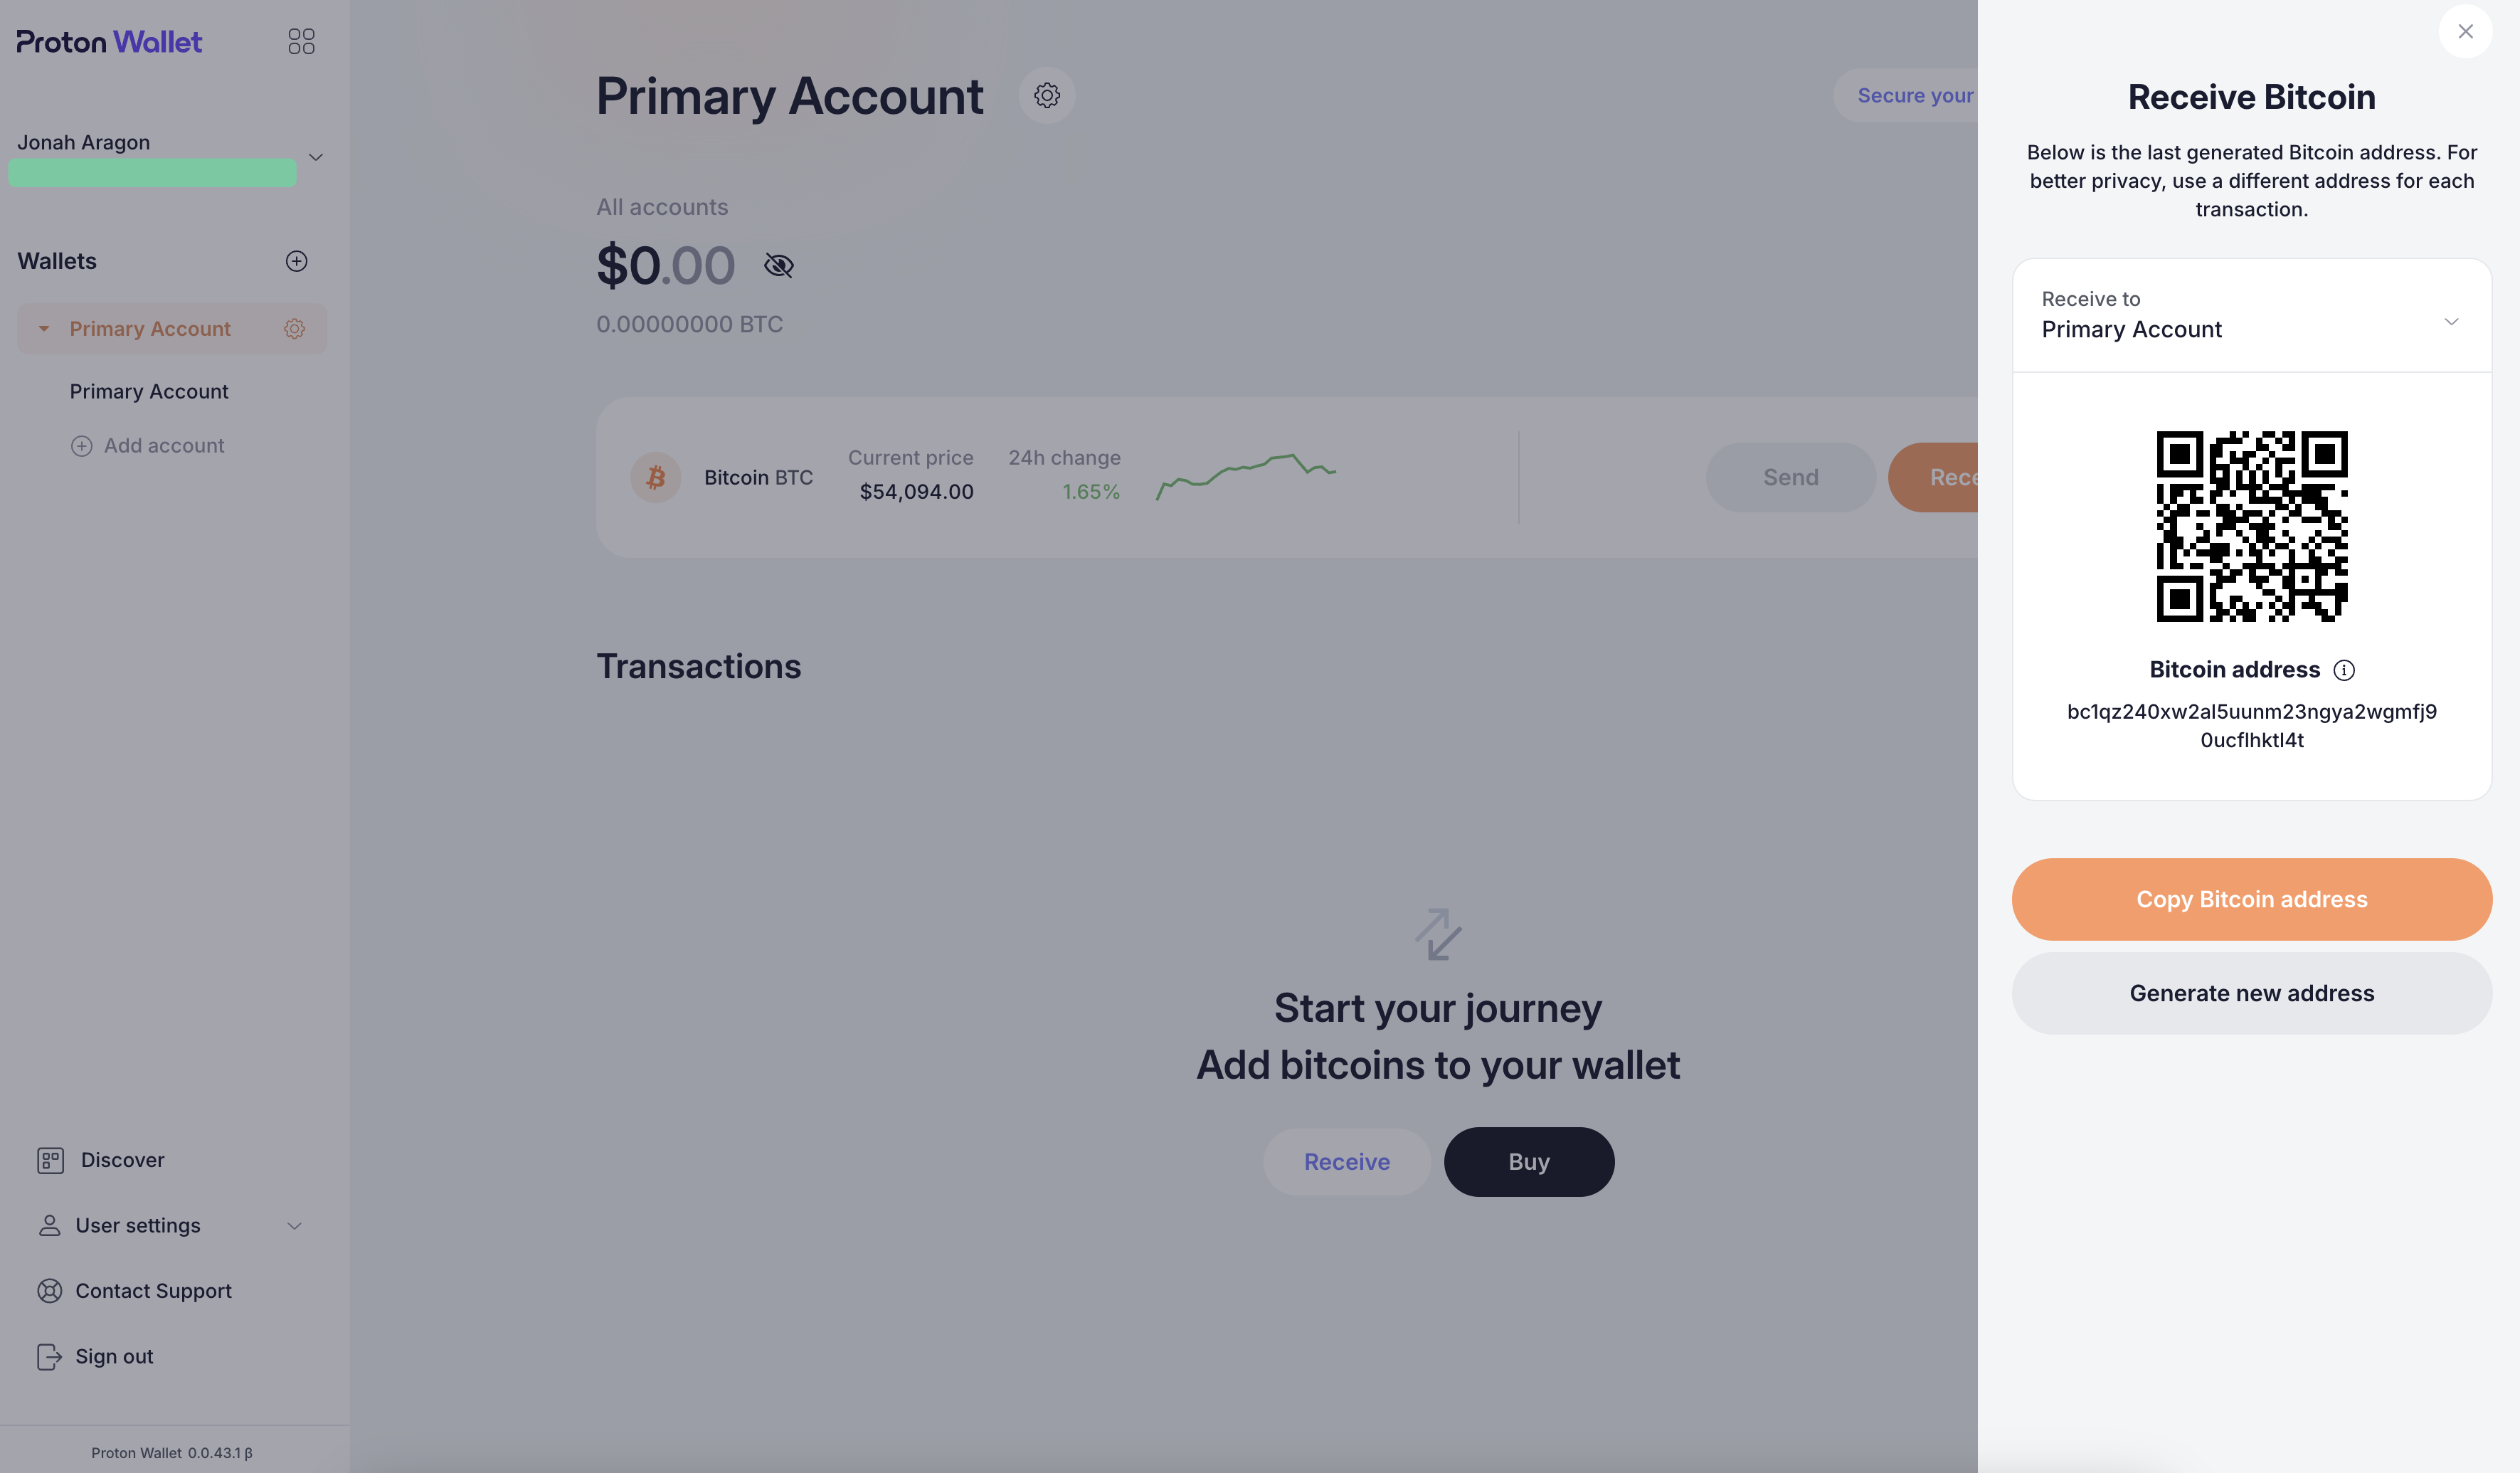 Proton Wallet
Jonah Aragon
Wallets
Primary Account
Primary Account
Add account
Discover
User settings
Contact Support
Sign out
Proton Wallet 0.0.43.1 β
Primary Account
Secure your
All accounts
$0.00
0.00000000 BTC
Bitcoin BTC
Current price
$54,094.00
24h change
1.65%
Send
Rece
Transactions
Start your journey
Add bitcoins to your wallet
Receive
Buy
Receive Bitcoin
Below is the last generated Bitcoin address. For
better privacy, use a different address for each
transaction.
Receive to
Primary Account
Bitcoin address
bc1qz240xw2al5uunm23ngya2wgmfj9
0ucflhktl4t
Copy Bitcoin address
Generate new address